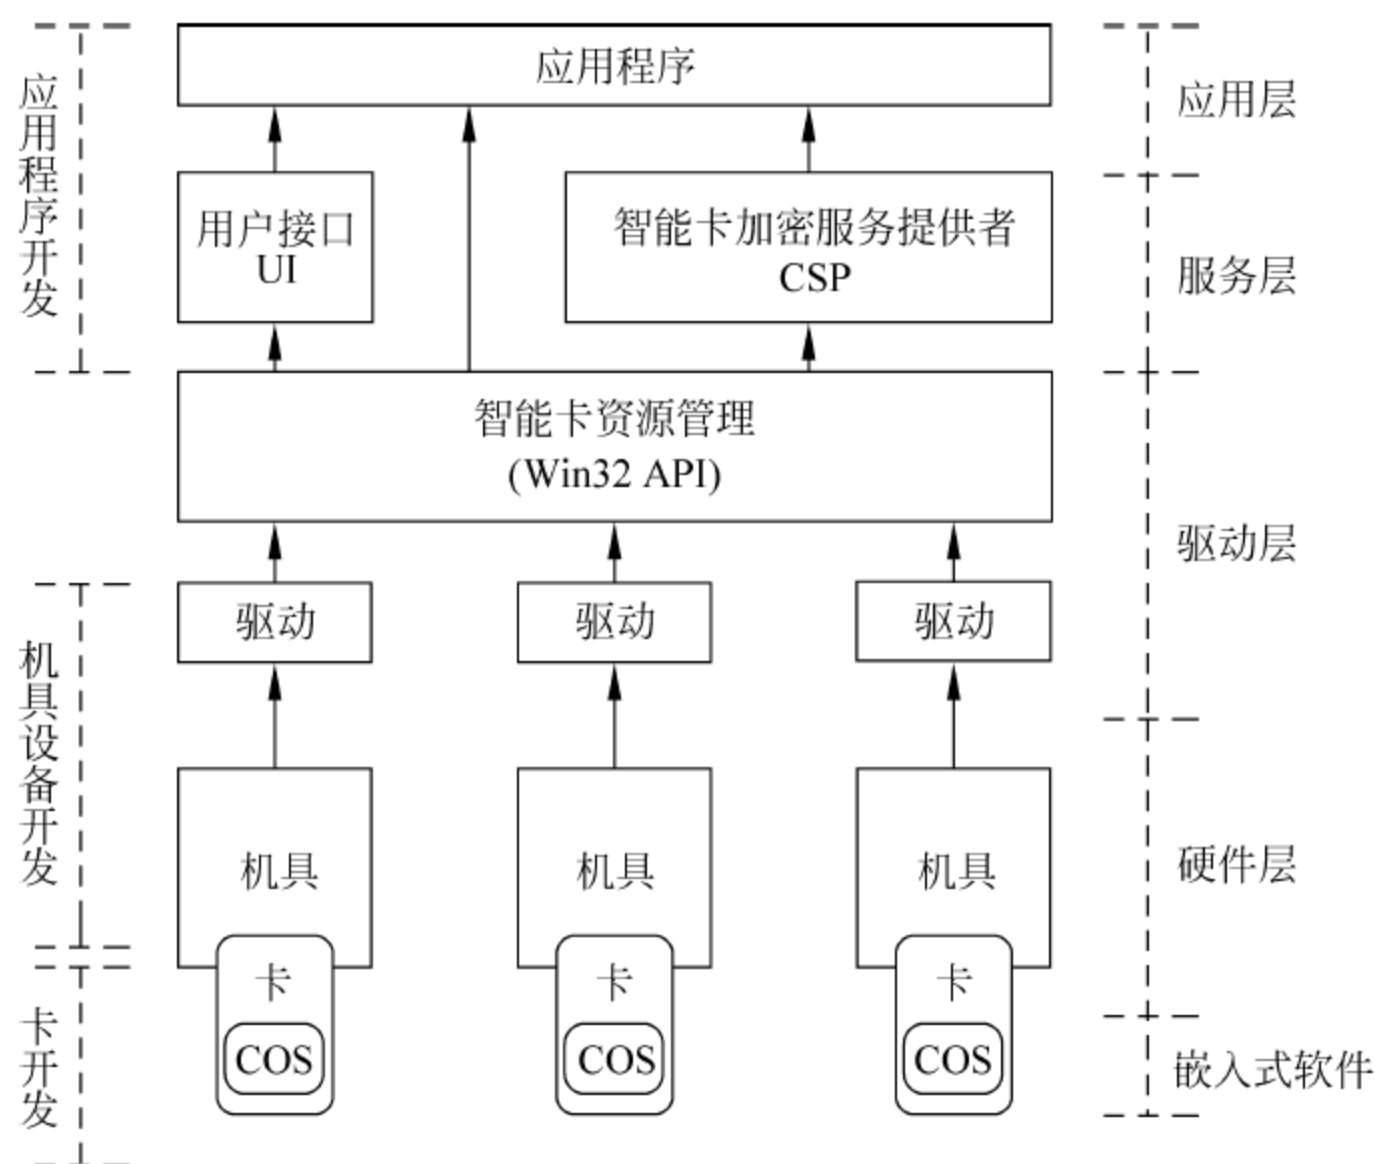 应用程序
应用程序开发
应用层
用户接口
UI
智能卡加密服务提供者
CSP
服务层
智能卡资源管理
(Win32 API)
驱动层
驱动
驱动
驱动
机具设备开发
机具
机具
机具
硬件层
卡
卡
卡
卡开发
COS
COS
COS
嵌入式软件